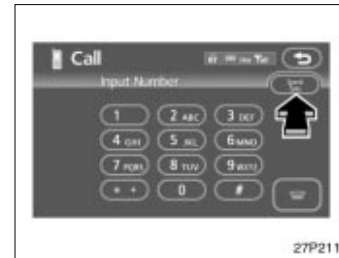 Call
Input Number
1 2 ABC 3 DEF
4 GHI 5 JKL 6 MNO
7 PQRS 8 TUV 9 WXYZ
* + 0 #
27P211